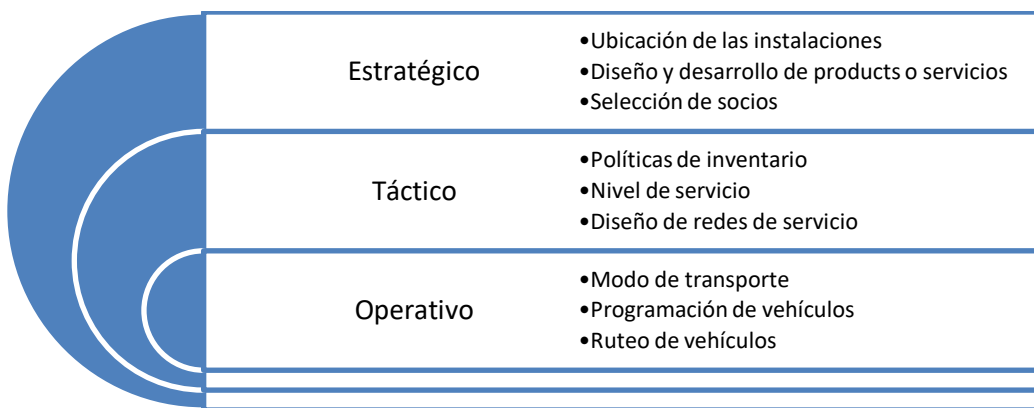 Estratégico
•Ubicación de las instalaciones
•Diseño y desarrollo de products o servicios
•Selección de socios
Táctico
•Políticas de inventario
•Nivel de servicio
•Diseño de redes de servicio
Operativo
•Modo de transporte
•Programación de vehículos
•Ruteo de vehículos